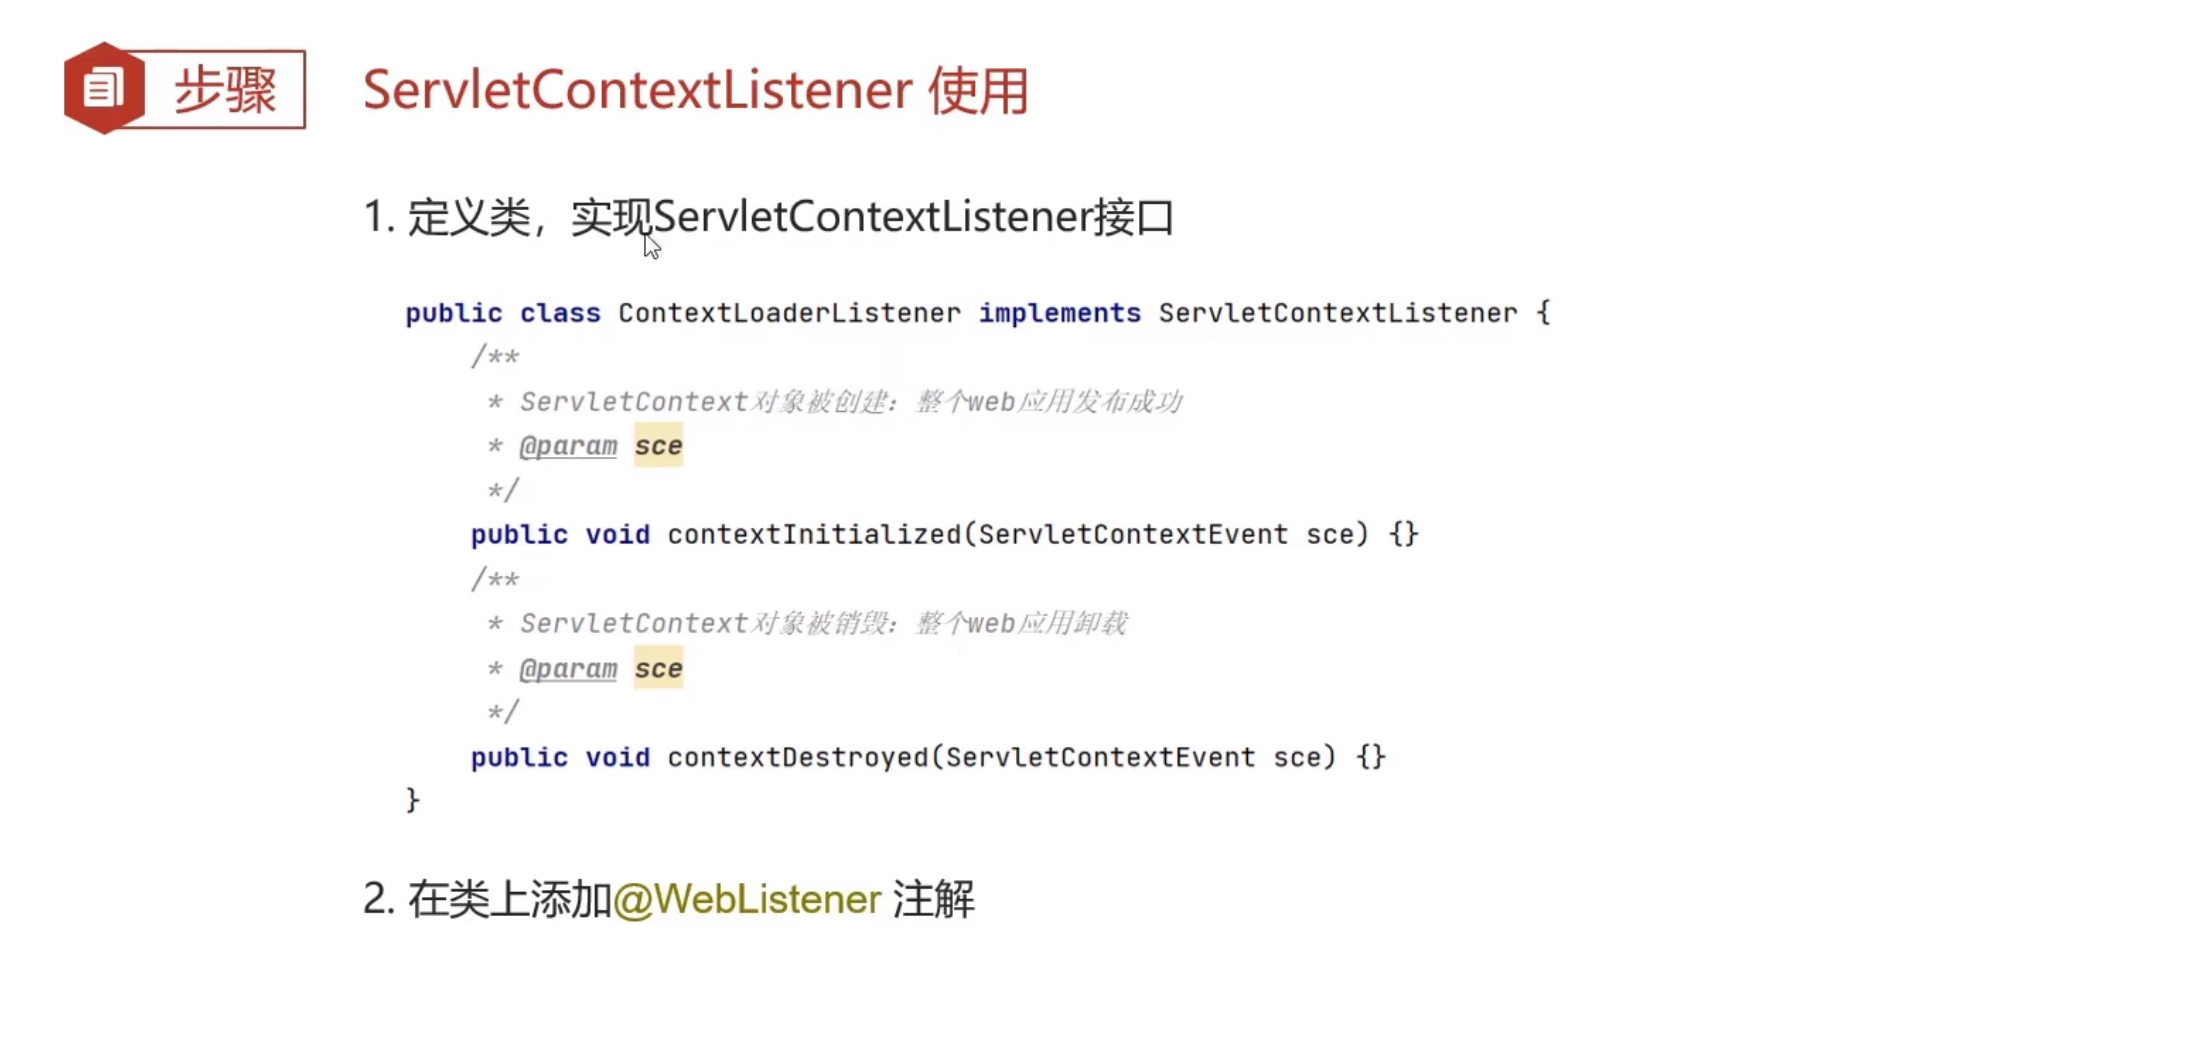 步骤
ServletContextListener 使用
1. 定义类，实现ServletContextListener接口
public class ContextLoaderListener implements ServletContextListener {
/**
* ServletContext对象被创建：整个web应用发布成功
* @param sce
*/
public void contextInitialized(ServletContextEvent sce) {}
/**
* ServletContext对象被销毁：整个web应用卸载
* @param sce
*/
public void contextDestroyed(ServletContextEvent sce) {}
}
2. 在类上添加@WebListener 注解